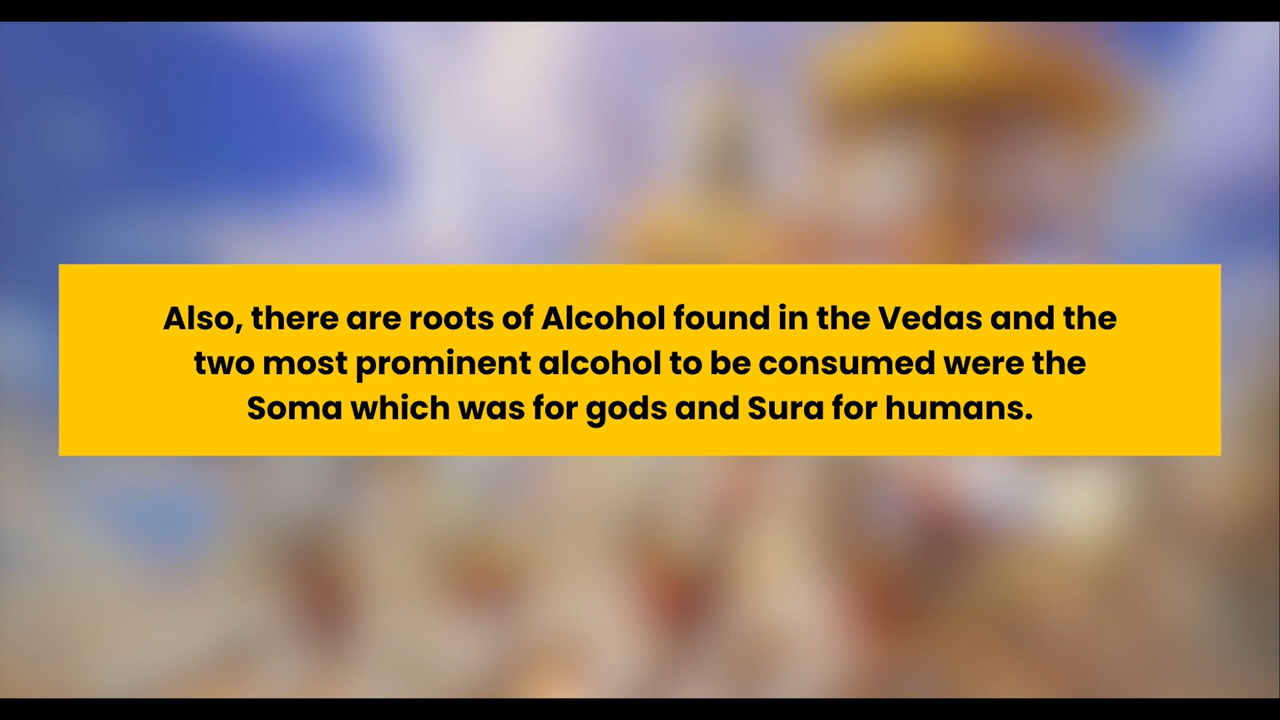 Also, there are roots of Alcohol found in the Vedas and the
two most prominent alcohol to be consumed were the
Soma which was for gods and Sura for humans.